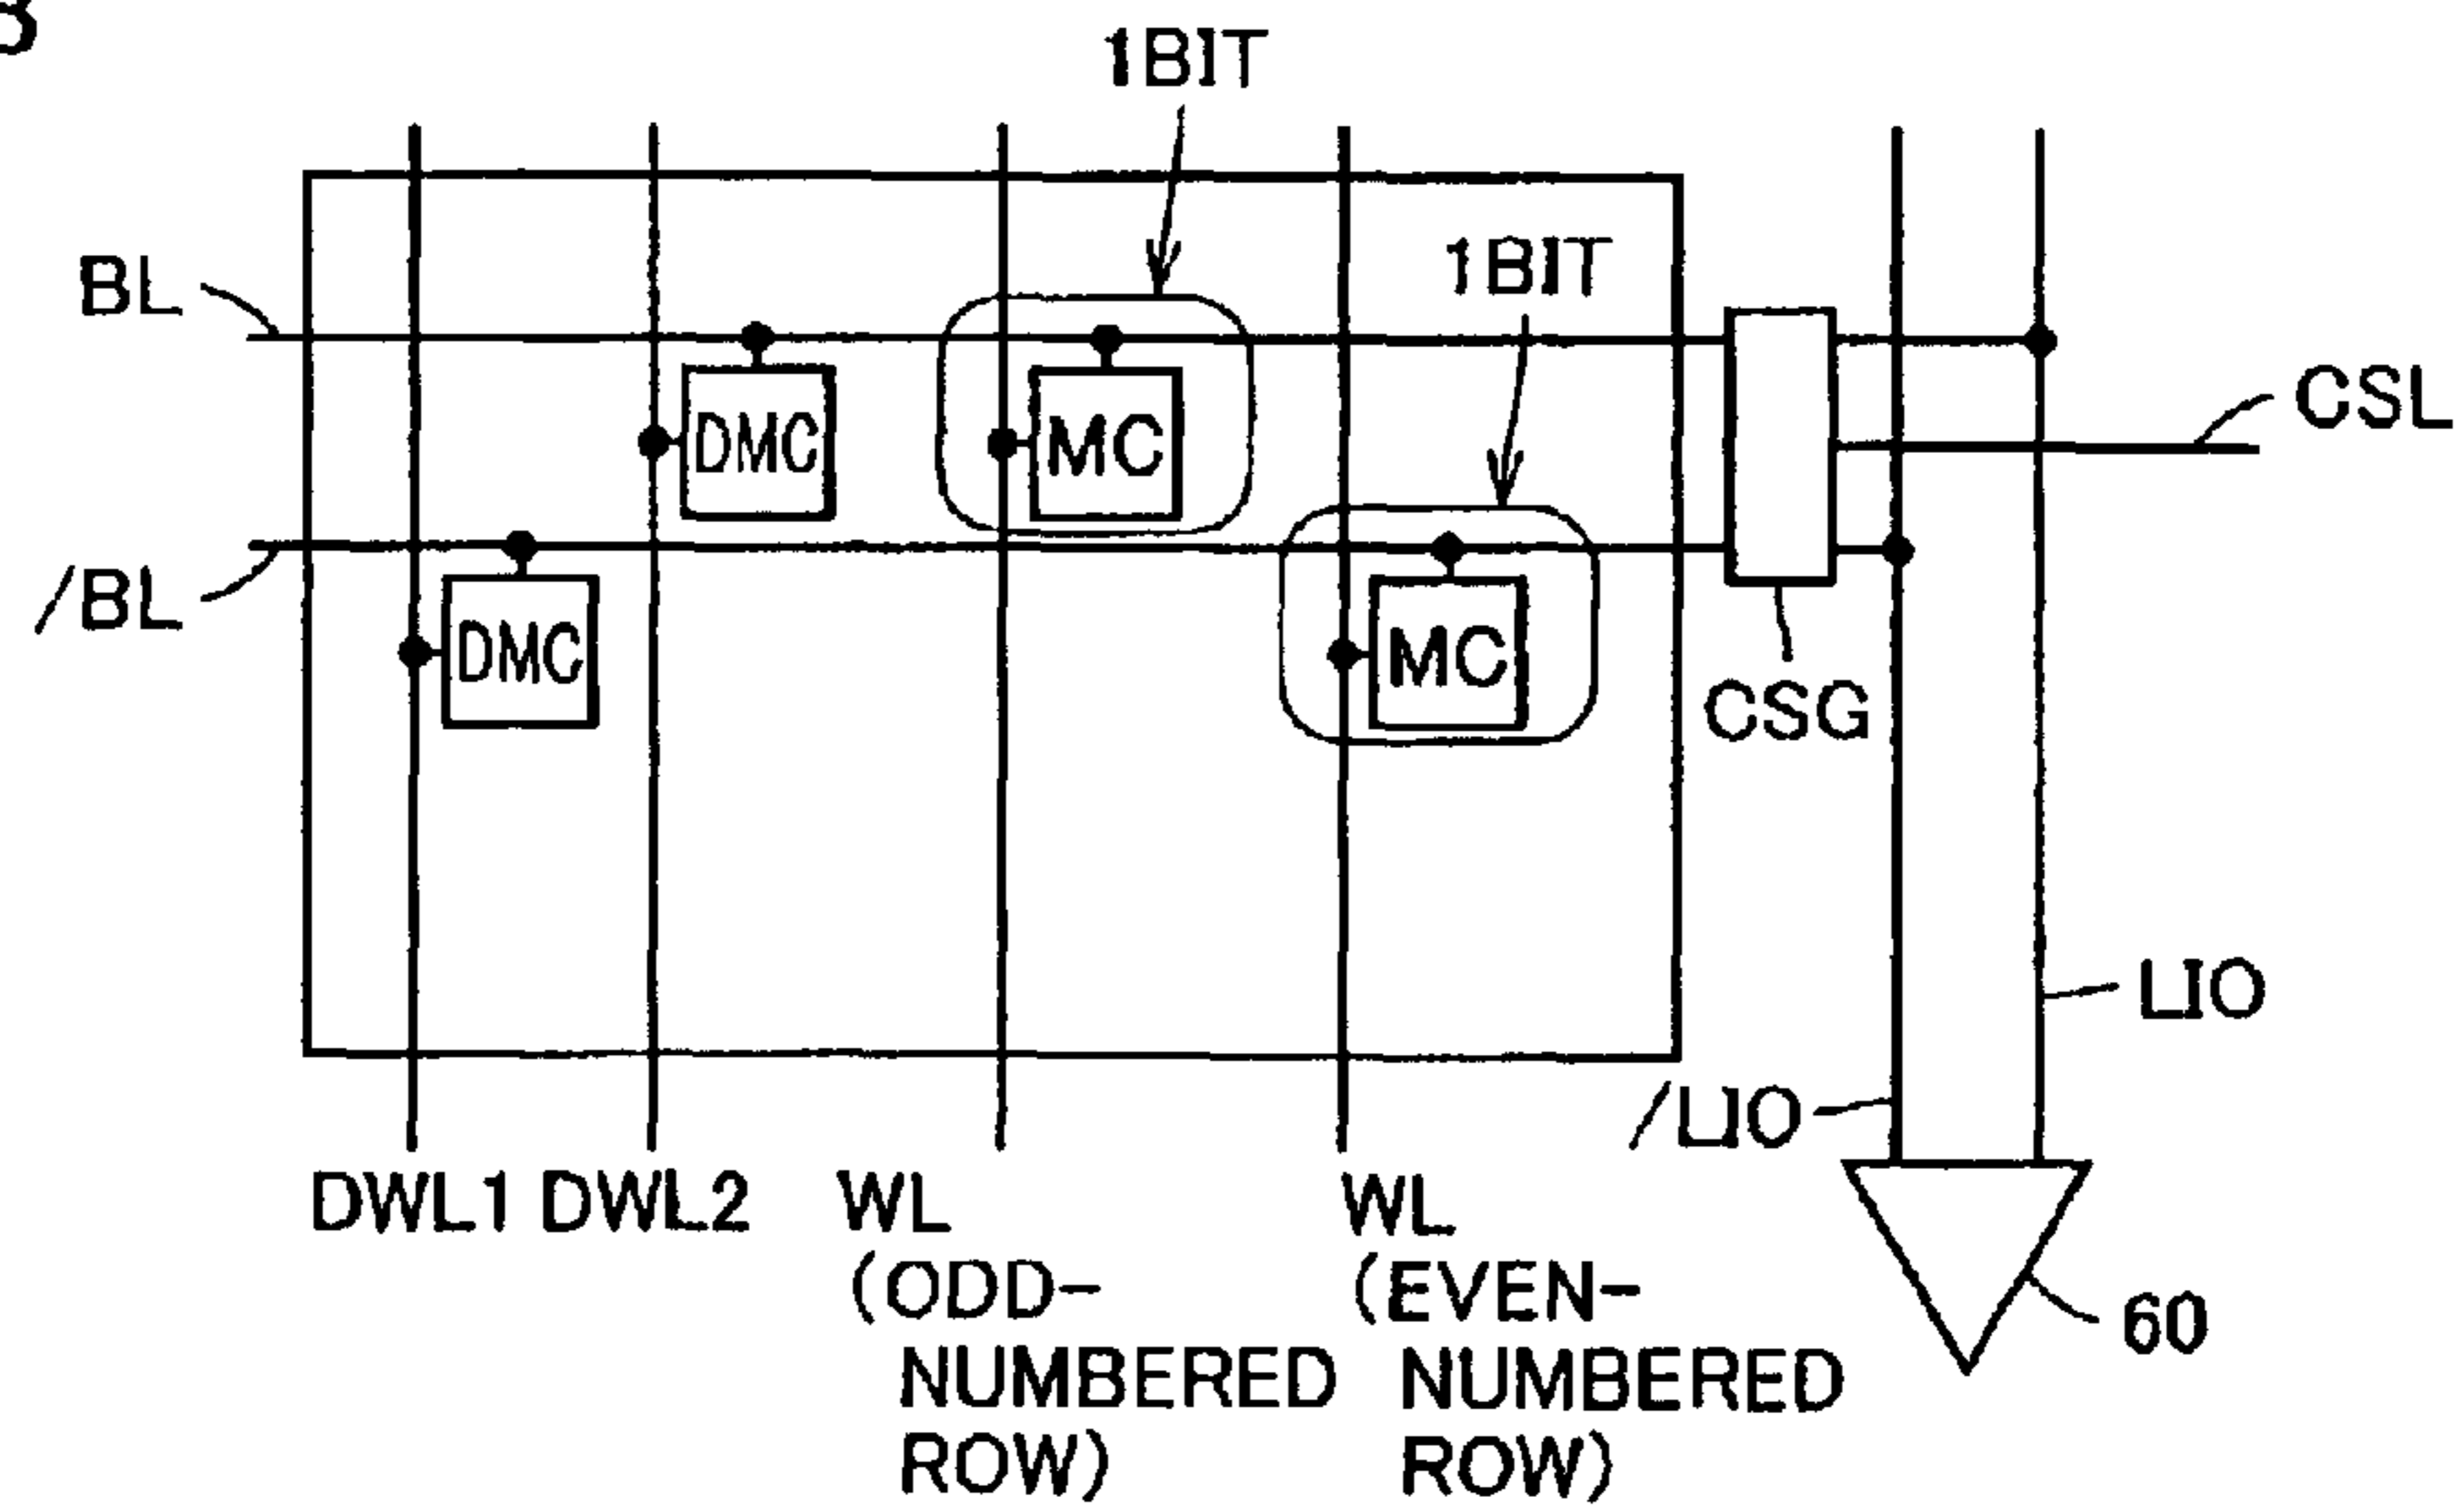 1BIT
1BIT
BL
CSL
DMC
MC
/BL
DMC
MC
CSG
LIO
/LIO
DWL1 DWL2
WL
(ODD-
NUMBERED
ROW)
WL
(EVEN-
NUMBERED
ROW)
60